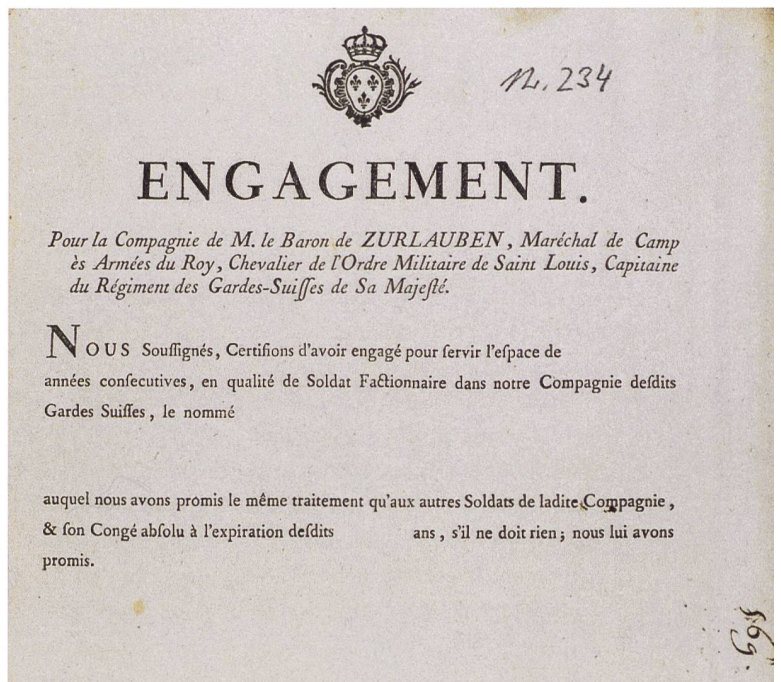 n. 234
ENGAGEMENT.
Pour la Compagnie de M. le Baron de ZURLAUBEN, Maréchal de Camp
ès Armées du Roy, Chevalier de l'Ordre Militaire de Saint Louis, Capitaine
du Régiment des Gardes-Suiſſes de Sa Majeſté.
NOUS Souſſignés, Certifions d'avoir engagé pour ſervir l'eſpace de
années conſecutives, en qualité de Soldat Factionnaire dans notre Compagnie deſdits
Gardes Suiſſes, le nommé
auquel nous avons promis le même traitement qu'aux autres Soldats de ladite Compagnie,
& ſon Congé abſolu à l'expiration deſdits ans, s'il ne doit rien; nous lui avons
promis.